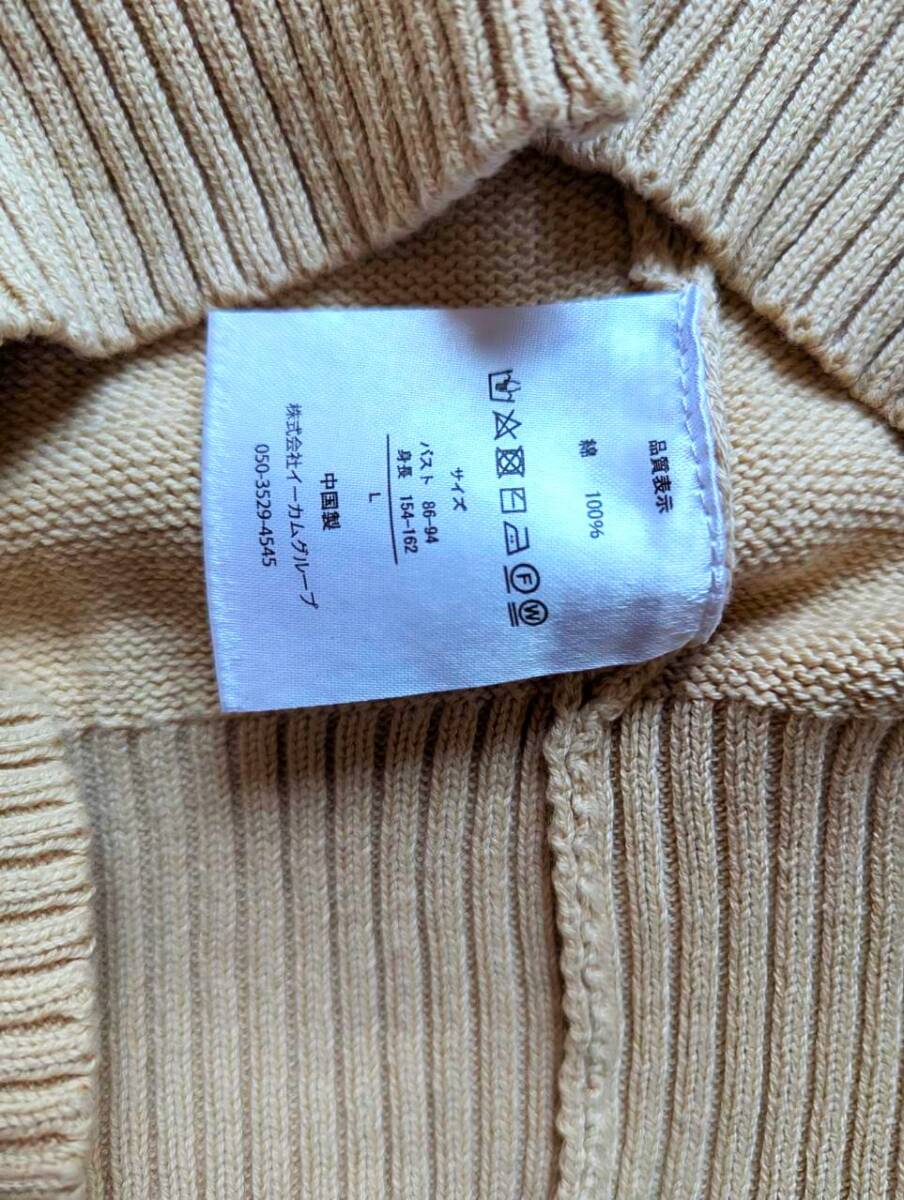 品質表示
綿 100%
F W
サイズ
バスト 86-94
身長 154-162
L
中国製
株式会社イーカムグループ
050-3529-4545